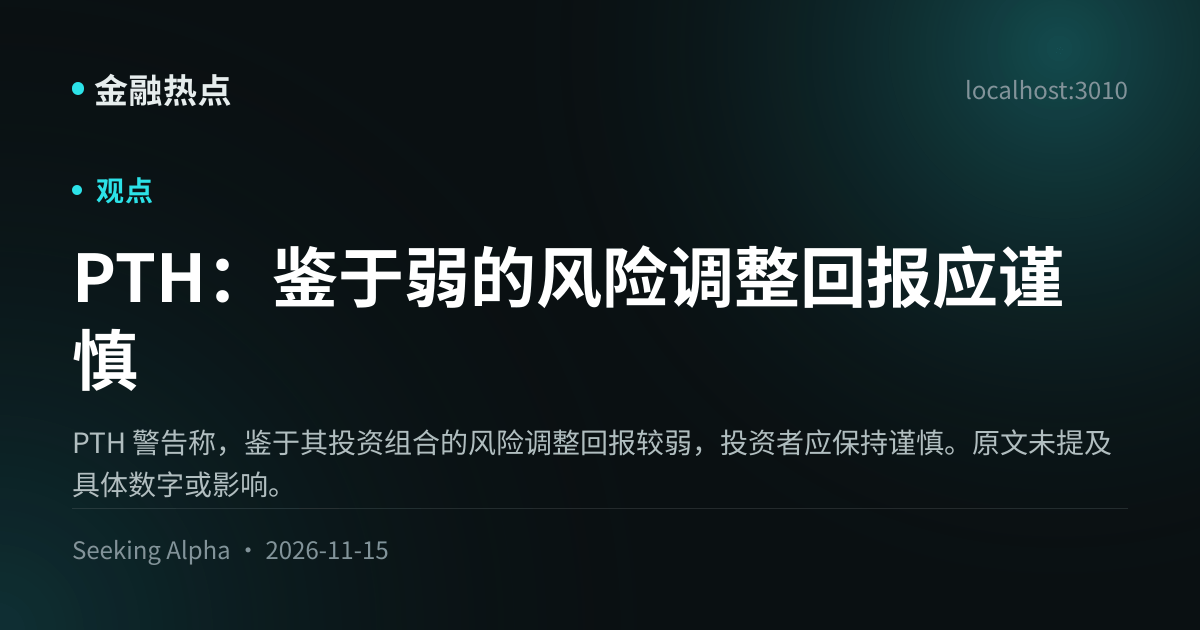 金融热点
localhost:3010
观点
PTH：鉴于弱的风险调整回报应谨
慎
PTH 警告称，鉴于其投资组合的风险调整回报较弱，投资者应保持谨慎。原文未提及
具体数字或影响。
Seeking Alpha · 2026-11-15